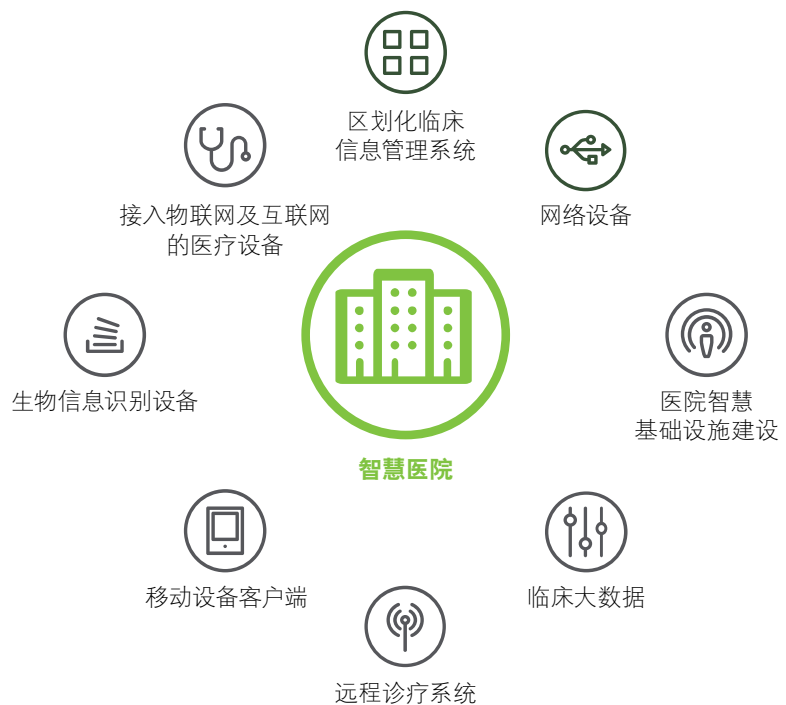 区划化临床
信息管理系统
接入物联网及互联网
的医疗设备
网络设备
生物信息识别设备
医院智慧
基础设施建设
智慧医院
移动设备客户端
临床大数据
远程诊疗系统